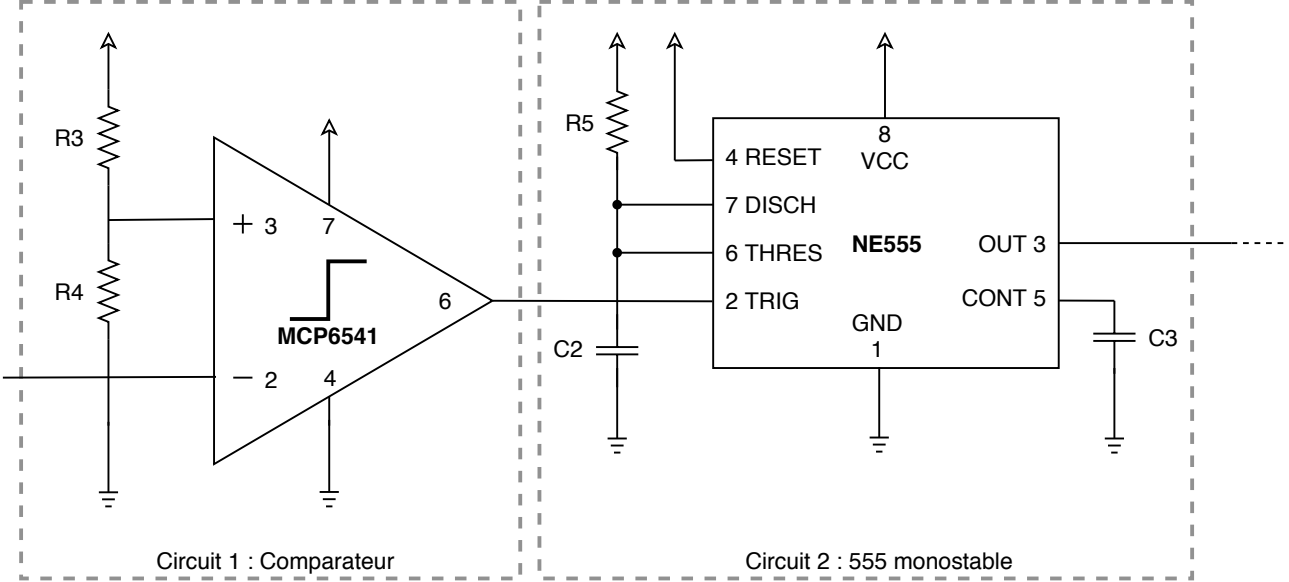 R3
R4
+ 3
7
6
MCP6541
− 2
4
Circuit 1 : Comparateur
R5
C2
4 RESET
7 DISCH
6 THRES
2 TRIG
8
VCC
NE555
OUT 3
CONT 5
GND
1
C3
Circuit 2 : 555 monostable